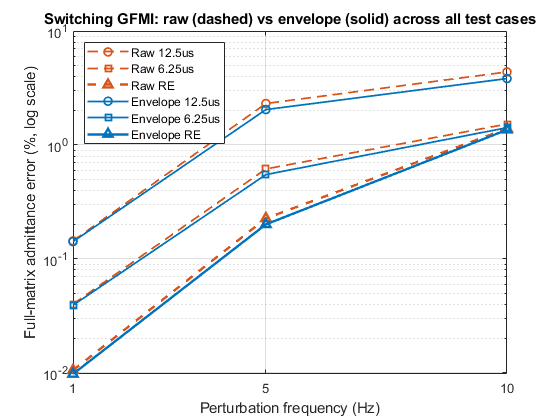 Switching GFMI: raw (dashed) vs envelope (solid) across all test cases
10^1
Raw 12.5us
Raw 6.25us
Raw RE
Envelope 12.5us
Envelope 6.25us
Envelope RE
10^0
10^-1
10^-2
Full-matrix admittance error (%, log scale)
1
5
10
Perturbation frequency (Hz)